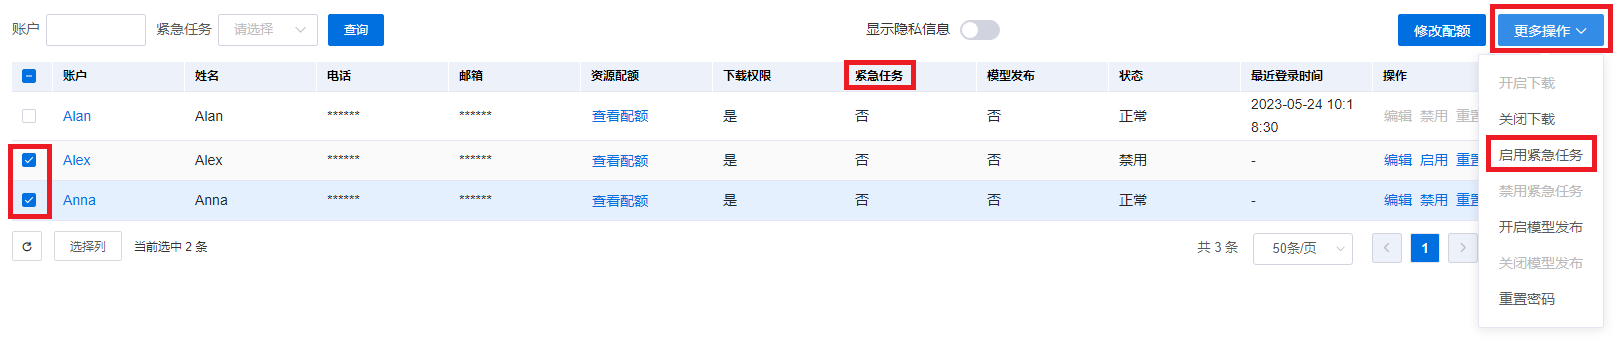 账户 紧急任务 请选择 查询 显示隐私信息 修改配额 更多操作
账户 姓名 电话 邮箱 资源配额 下载权限 紧急任务 模型发布 状态 最近登录时间 操作
Alan Alan ****** ****** 查看配额 是 否 否 正常 2023-05-24 10:1
8:30 编辑 禁用 重置
Alex Alex ****** ****** 查看配额 是 否 否 禁用 - 编辑 启用 重置
Anna Anna ****** ****** 查看配额 是 否 否 正常 - 编辑 禁用 重置
选择列 当前选中 2 条 共 3 条 50条/页 1
开启下载
关闭下载
启用紧急任务
禁用紧急任务
开启模型发布
关闭模型发布
重置密码